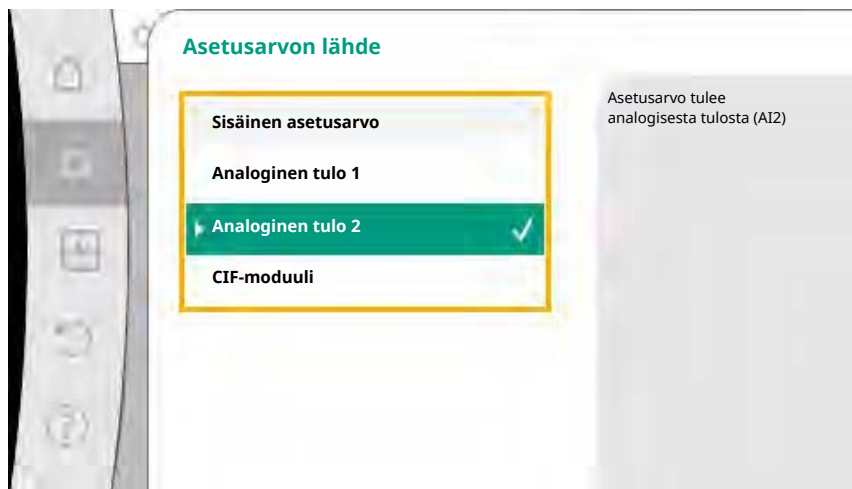 Asetusarvon lähde
Sisäinen asetusarvo
Analoginen tulo 1
Analoginen tulo 2
CIF-moduuli
Asetusarvo tulee
analogisesta tulosta (AI2)